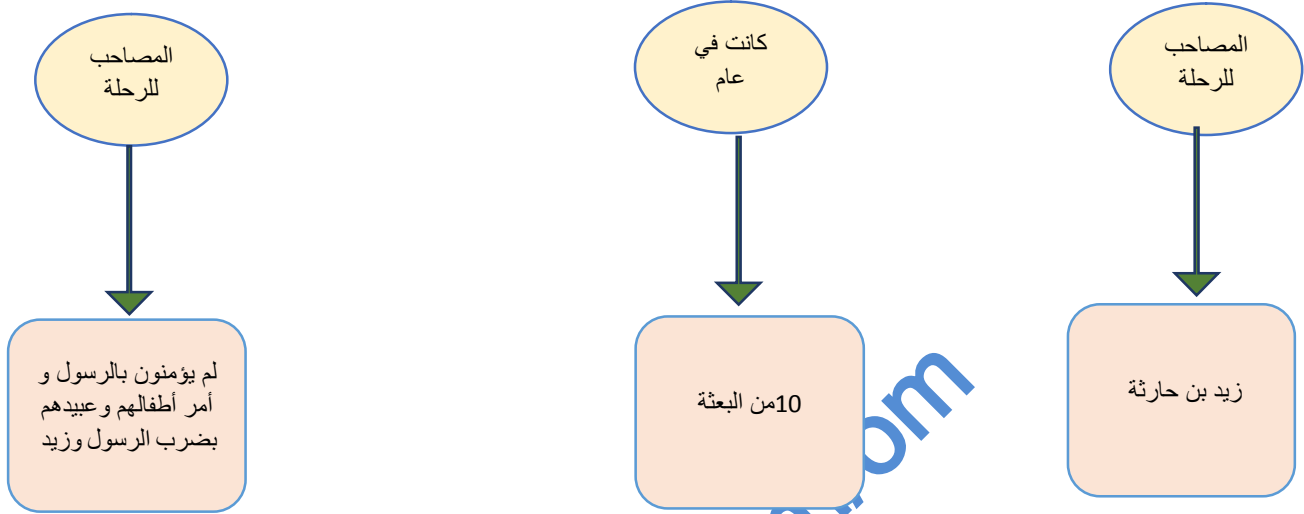 المصاحب
للرحلة
زيد بن حارثة
كانت في
عام
10من البعثة
المصاحب
للرحلة
لم يؤمنون بالرسول و
أمر أطفالهم وعبيدهم
بضرب الرسول وزيد
om